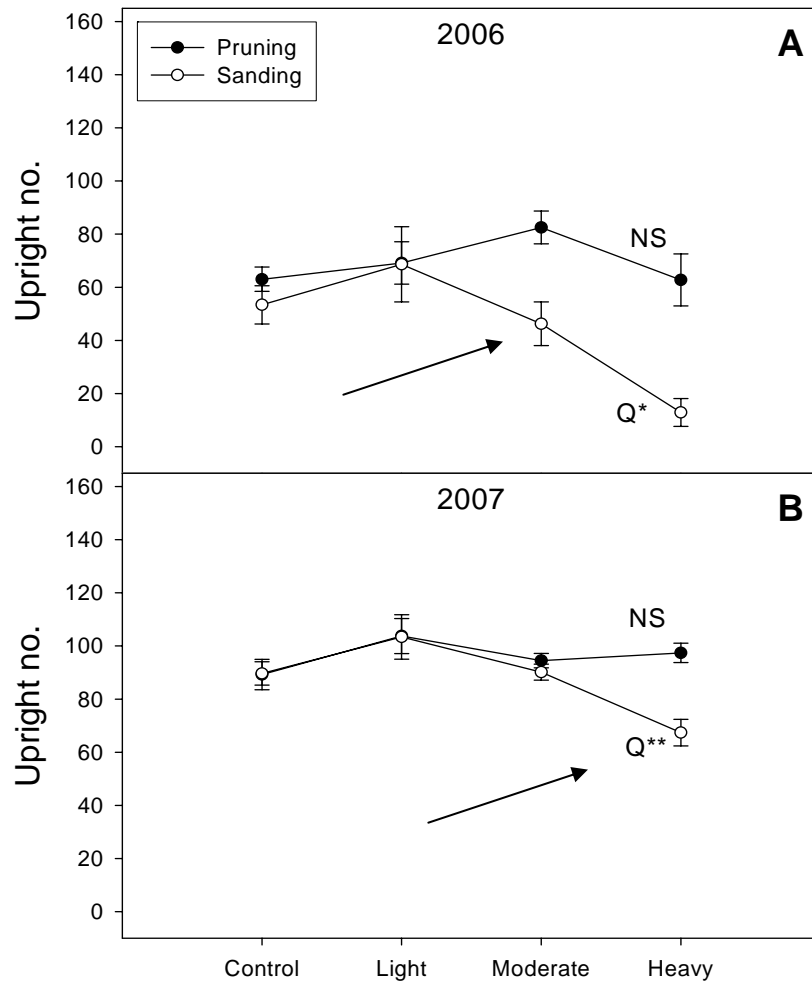 2006
A
Pruning
Sanding
Upright no.
160
140
120
100
80
60
40
20
0
NS
Q*
2007
B
Upright no.
160
140
120
100
80
60
40
20
0
NS
Q**
Control Light Moderate Heavy